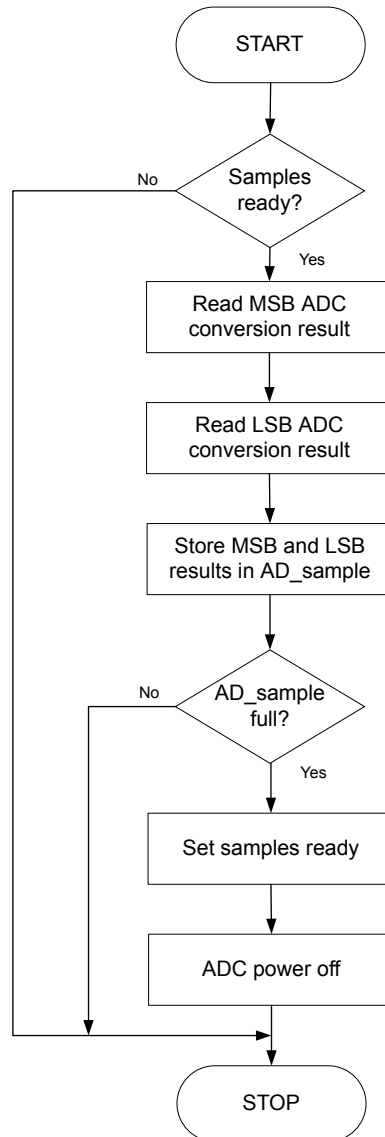 START
Samples
ready?
No
Yes
Read MSB ADC
conversion result
Read LSB ADC
conversion result
Store MSB and LSB
results in AD_sample
AD_sample
full?
No
Yes
Set samples ready
ADC power off
STOP